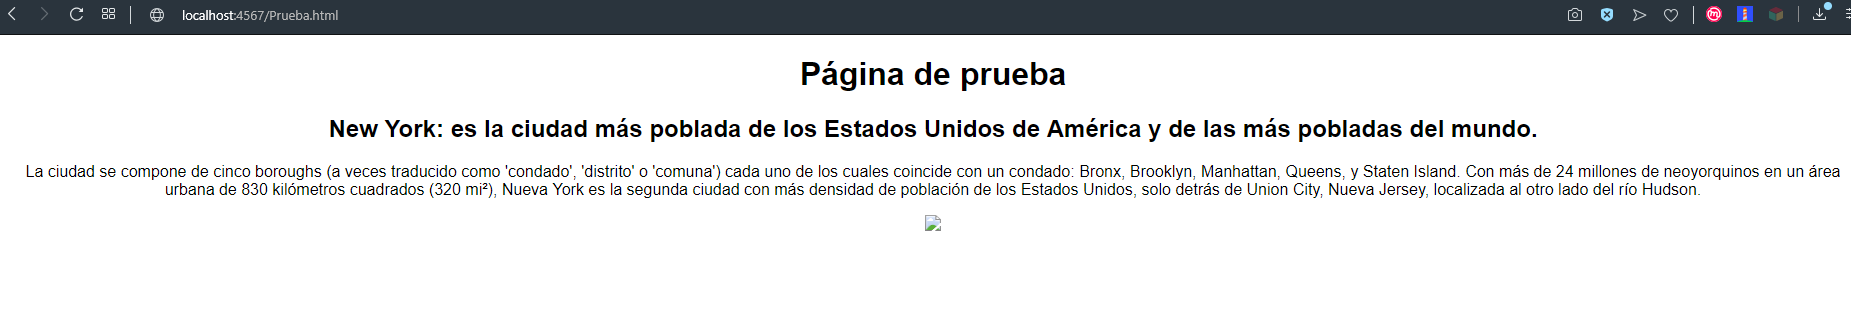 localhost:4567/Prueba.html
Página de prueba
New York: es la ciudad más poblada de los Estados Unidos de América y de las más pobladas del mundo.
La ciudad se compone de cinco boroughs (a veces traducido como 'condado', 'distrito' o 'comuna') cada uno de los cuales coincide con un condado: Bronx, Brooklyn, Manhattan, Queens, y Staten Island. Con más de 24 millones de neoyorquinos en un área
urbana de 830 kilómetros cuadrados (320 mi²), Nueva York es la segunda ciudad con más densidad de población de los Estados Unidos, solo detrás de Union City, Nueva Jersey, localizada al otro lado del río Hudson.